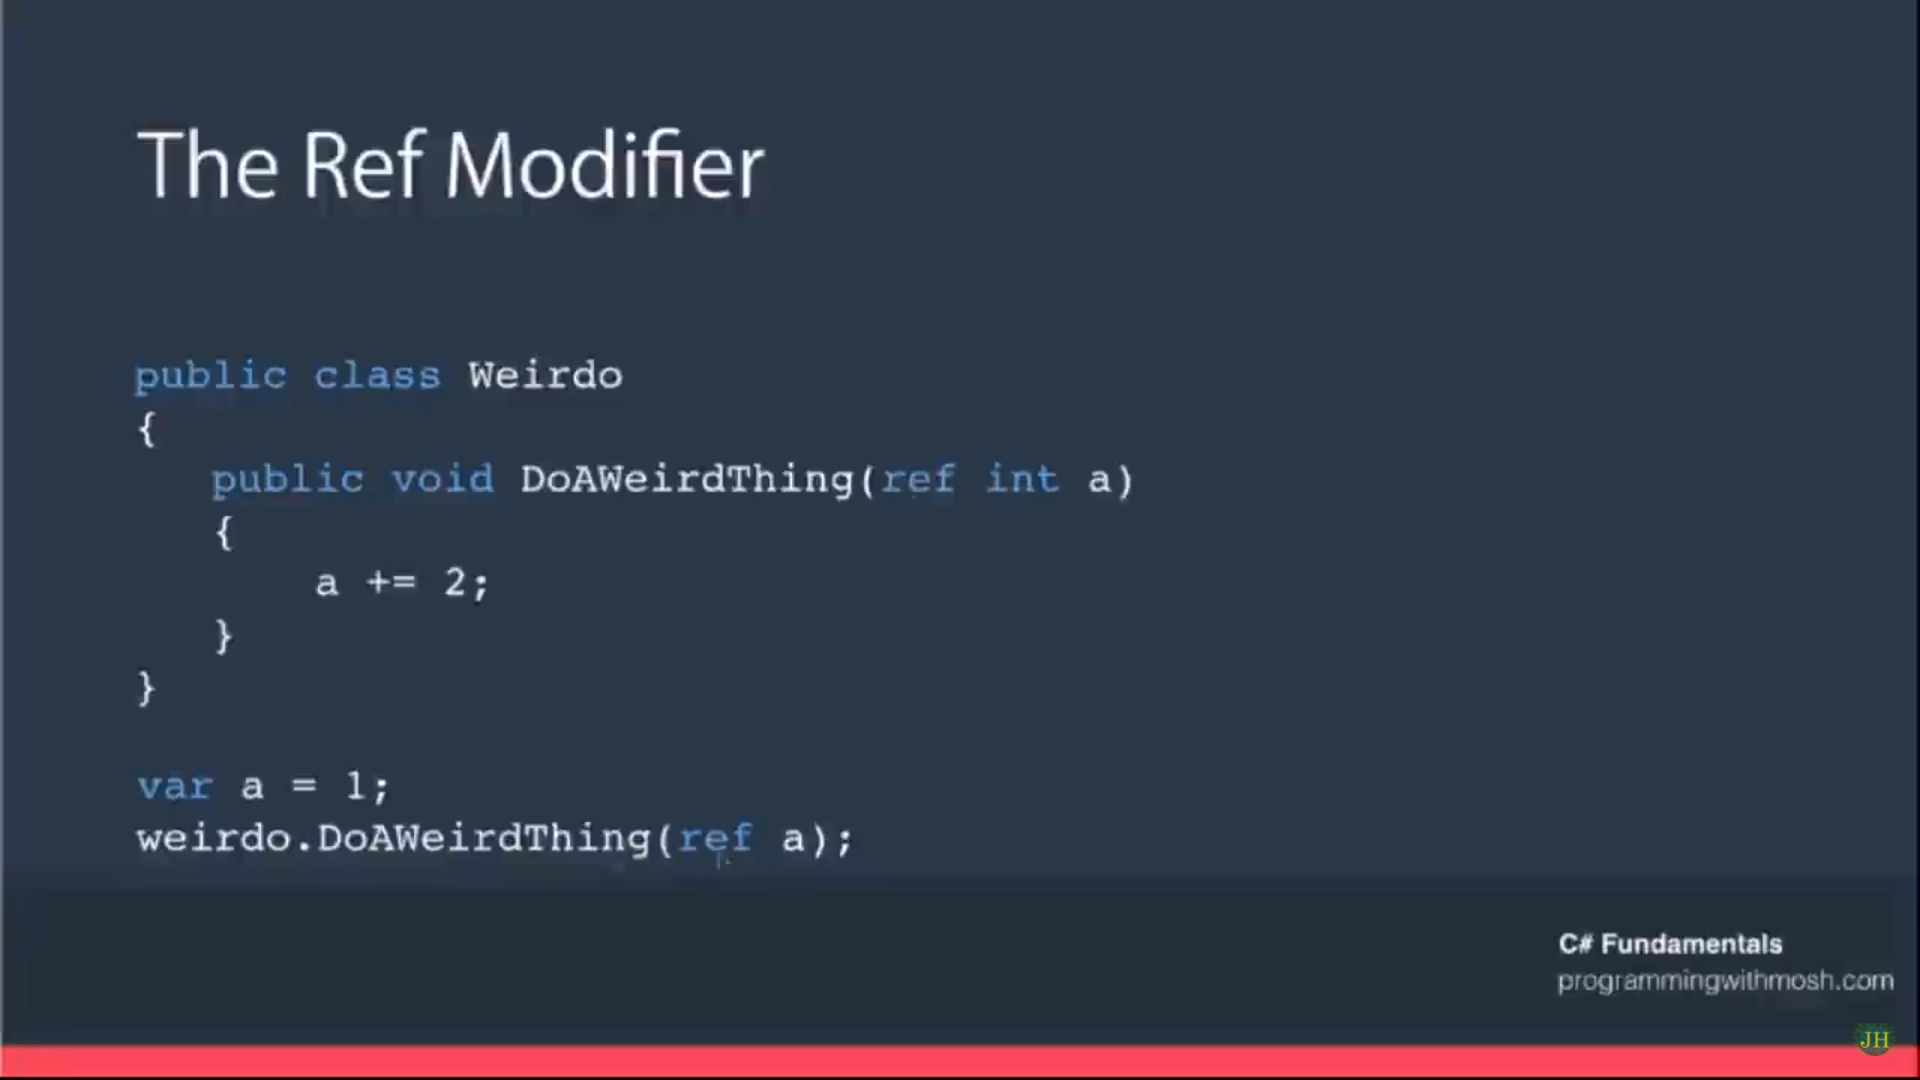 The Ref Modifier
public class Weirdo
{
public void DoAWeirdThing(ref int a)
{
a += 2;
}
}
var a = 1;
weirdo.DoAWeirdThing(ref a);
C# Fundamentals
programmingwithmosh.com
JH